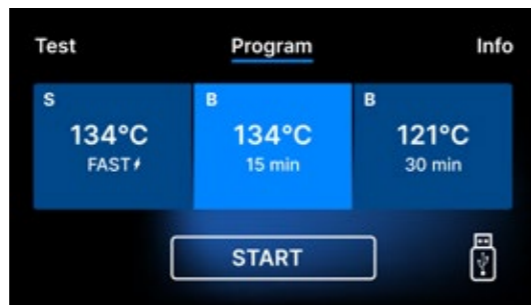 Test Program Info
S B B
134°C 134°C 121°C
FAST 15 min 30 min
START